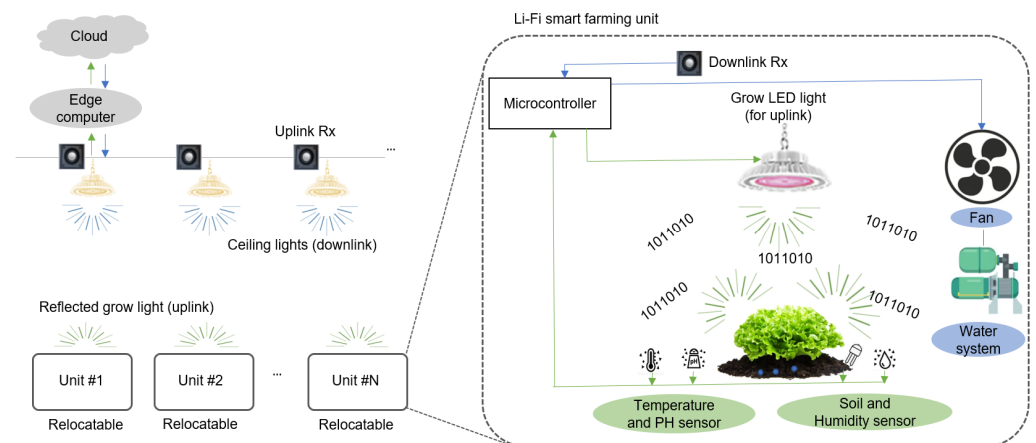 Li-Fi smart farming unit
Cloud
Edge
computer
Uplink Rx
...
Ceiling lights (downlink)
Reflected grow light (uplink)
Unit #1
Unit #2
...
Unit #N
Relocatable
Relocatable
Relocatable
Downlink Rx
Microcontroller
Grow LED light
(for uplink)
Fan
1011010
1011010
1011010
1011010
1011010
Water
system
pH
Temperature
and PH sensor
Soil and
Humidity sensor